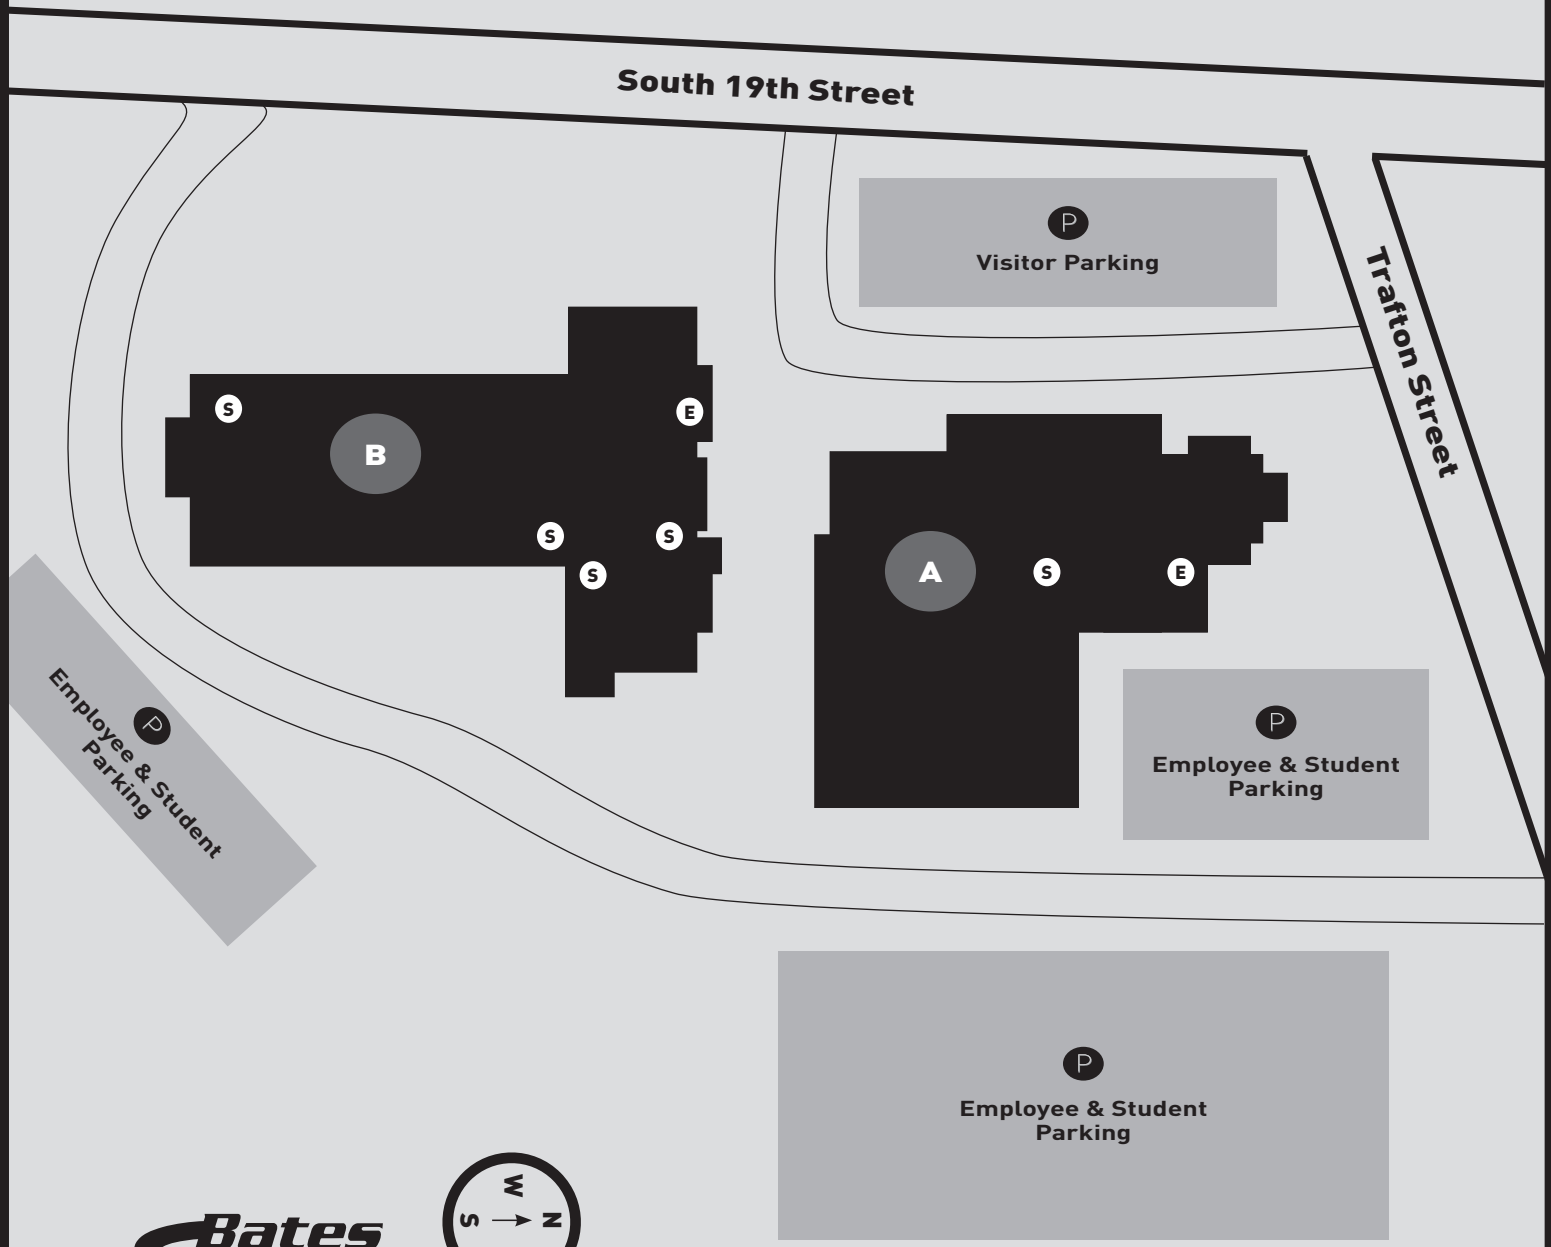 South 19th Street
P
Visitor Parking
Trafton Street
S
B
E
S
S
S
A
S
E
P
Employee & Student
Parking
P
Employee & Student
Parking
P
Employee & Student
Parking
W
S
N
Bates